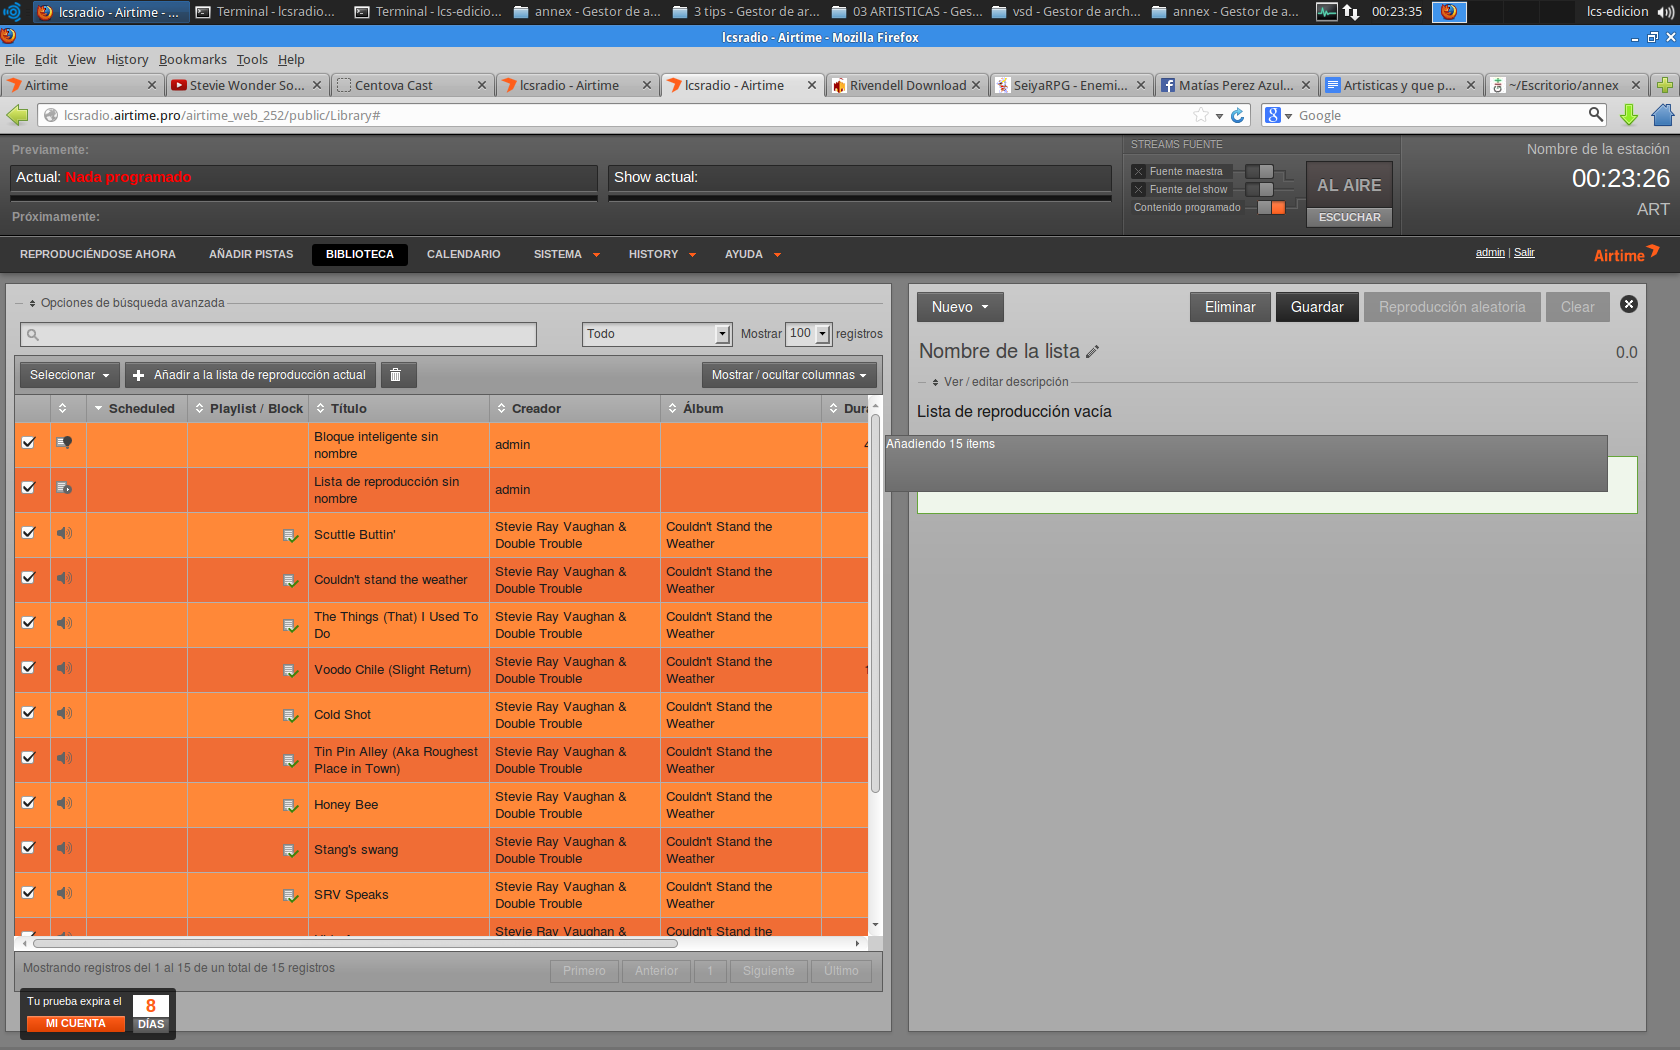 lcsradio - Airtime - ...
Terminal - lcsradio...
Terminal - lcs-edicio...
annex - Gestor de a...
3 tips - Gestor de ar...
03 ARTISTICAS - Ges...
vsd - Gestor de arch...
annex - Gestor de a...
00:23:35
lcs-edicion
lcsradio - Airtime - Mozilla Firefox
File Edit View History Bookmarks Tools Help
Airtime
Stevie Wonder So...
Centova Cast
lcsradio - Airtime
lcsradio - Airtime
Rivendell Download
SeiyaRPG - Enemi...
Matías Perez Azul...
Artisticas y que p...
~/Escritorio/annex
lcsradio.airtime.pro/airtime_web_252/public/Library#
Google
Previamente:
Actual: Nada programado
Show actual:
Próximamente:
STREAMS FUENTE
Fuente maestra
Fuente del show
Contenido programado
AL AIRE
ESCUCHAR
Nombre de la estación
00:23:26
ART
REPRODUCIÉNDOSE AHORA
AÑADIR PISTAS
BIBLIOTECA
CALENDARIO
SISTEMA
HISTORY
AYUDA
admin | Salir
Airtime
Opciones de búsqueda avanzada
Todo
Mostrar 100 registros
Seleccionar
Añadir a la lista de reproducción actual
Mostrar / ocultar columnas
Scheduled Playlist / Block Título Creador Álbum Dura
Bloque inteligente sin nombre admin 4
Lista de reproducción sin nombre admin
Scuttle Buttin' Stevie Ray Vaughan & Double Trouble Couldn't Stand the Weather
Couldn't stand the weather Stevie Ray Vaughan & Double Trouble Couldn't Stand the Weather
The Things (That) I Used To Do Stevie Ray Vaughan & Double Trouble Couldn't Stand the Weather
Voodo Chile (Slight Return) Stevie Ray Vaughan & Double Trouble Couldn't Stand the Weather 1
Cold Shot Stevie Ray Vaughan & Double Trouble Couldn't Stand the Weather
Tin Pin Alley (Aka Roughest Place in Town) Stevie Ray Vaughan & Double Trouble Couldn't Stand the Weather
Honey Bee Stevie Ray Vaughan & Double Trouble Couldn't Stand the Weather
Stang's swang Stevie Ray Vaughan & Double Trouble Couldn't Stand the Weather
SRV Speaks Stevie Ray Vaughan & Double Trouble Couldn't Stand the Weather
Stevie Ray Vaughan & Couldn't Stand the
Mostrando registros del 1 al 15 de un total de 15 registros
Primero Anterior 1 Siguiente Último
Tu prueba expira el
MI CUENTA
8
DÍAS
Nuevo
Eliminar
Guardar
Reproducción aleatoria
Clear
Nombre de la lista
0.0
Ver / editar descripción
Lista de reproducción vacía
Añadiendo 15 ítems